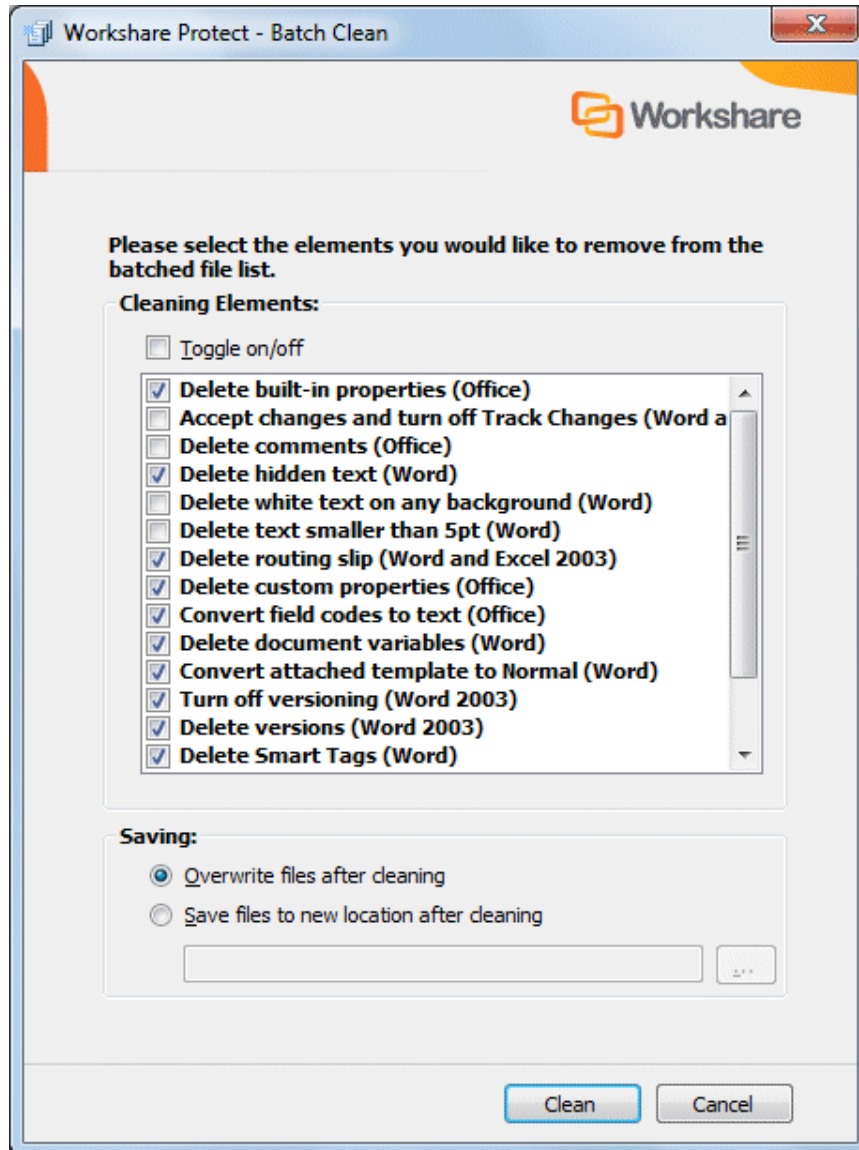 Workshare Protect - Batch Clean
Workshare
Please select the elements you would like to remove from the
batched file list.
Cleaning Elements:
Toggle on/off
Delete built-in properties (Office)
Accept changes and turn off Track Changes (Word a
Delete comments (Office)
Delete hidden text (Word)
Delete white text on any background (Word)
Delete text smaller than 5pt (Word)
Delete routing slip (Word and Excel 2003)
Delete custom properties (Office)
Convert field codes to text (Office)
Delete document variables (Word)
Convert attached template to Normal (Word)
Turn off versioning (Word 2003)
Delete versions (Word 2003)
Delete Smart Tags (Word)
Saving:
Overwrite files after cleaning
Save files to new location after cleaning
...
Clean Cancel